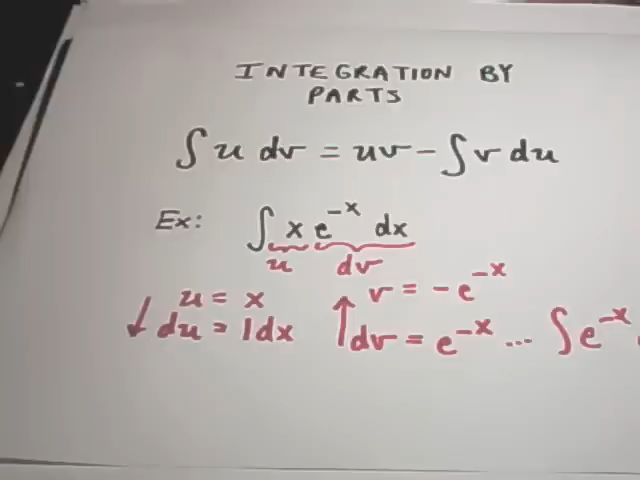 INTEGRATION BY
PARTS
∫ u dv = uv - ∫ v du
Ex: ∫ x e^{-x} dx
u dv
u = x v = -e^{-x}
↓ du = 1dx ↑ dv = e^{-x} ... ∫ e^{-x}